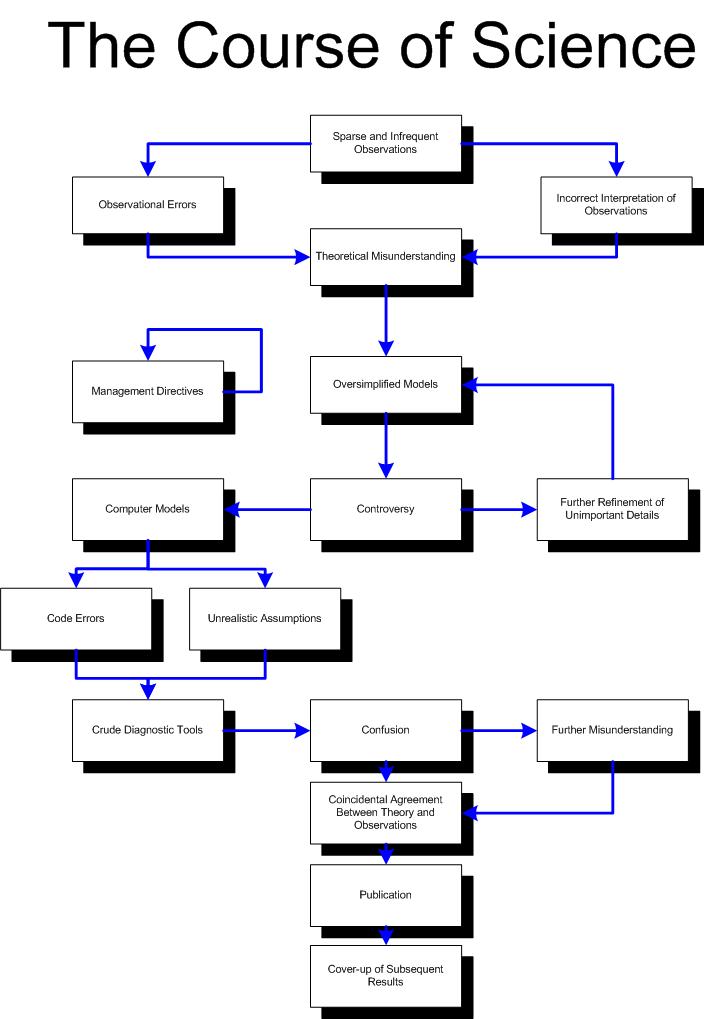 The Course of Science
Sparse and Infrequent
Observations
Observational Errors
Incorrect Interpretation of
Observations
Theoretical Misunderstanding
Management Directives
Oversimplified Models
Computer Models
Controversy
Further Refinement of
Unimportant Details
Code Errors
Unrealistic Assumptions
Crude Diagnostic Tools
Confusion
Further Misunderstanding
Coincidental Agreement
Between Theory and
Observations
Publication
Cover-up of Subsequent
Results